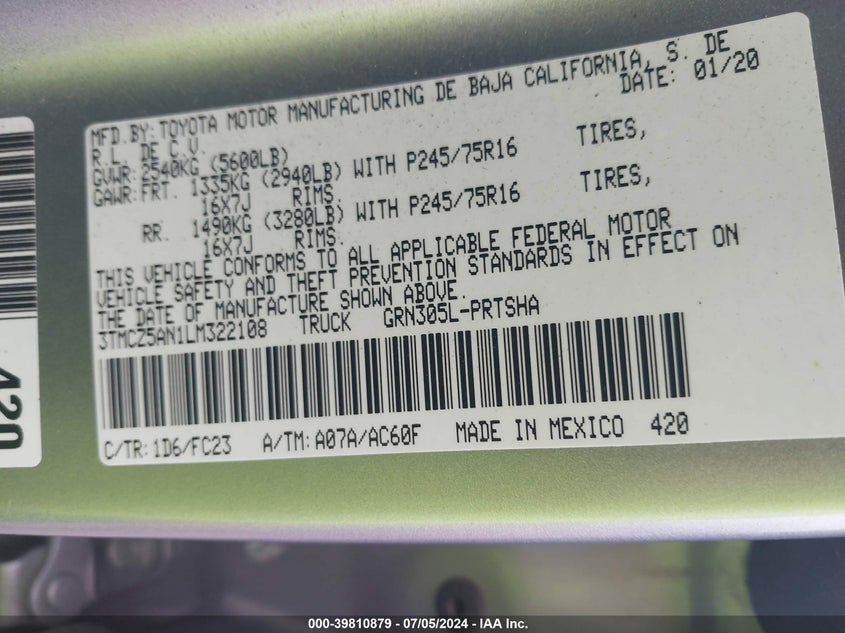 MFD.BY:TOYOTA MOTOR MANUFACTURING DE BAJA CALIFORNIA, S. DE
R.L. DE C.V. DATE: 01/20
GVWR: 2540KG (5600LB)
GAWR:FRT. 1335KG (2940LB) WITH P245/75R16 TIRES,
16X7J RIMS.
RR. 1490KG (3280LB) WITH P245/75R16 TIRES,
16X7J RIMS.
THIS VEHICLE CONFORMS TO ALL APPLICABLE FEDERAL MOTOR
VEHICLE SAFETY AND THEFT PREVENTION STANDARDS IN EFFECT ON
THE DATE OF MANUFACTURE SHOWN ABOVE.
3TMCZ5AN1LM322108 TRUCK GRN305L-PRTSHA
C/TR:1D6/FC23 A/TM:A07A/AC60F MADE IN MEXICO 420
420
000-39810879 / 07/05/2024 - IAA Inc.